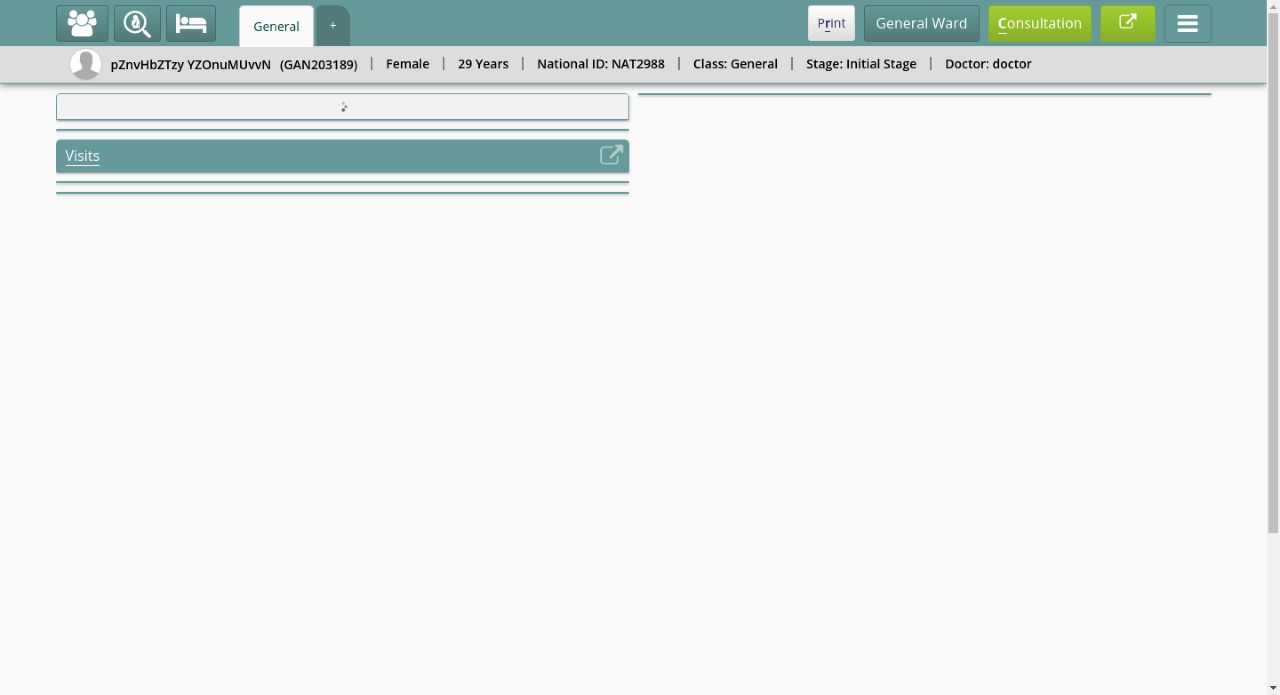 General
+
Print
General Ward
Consultation
pZnvHbZTzy YZOnuMUvvN (GAN203189) | Female | 29 Years | National ID: NAT2988 | Class: General | Stage: Initial Stage | Doctor: doctor
Visits